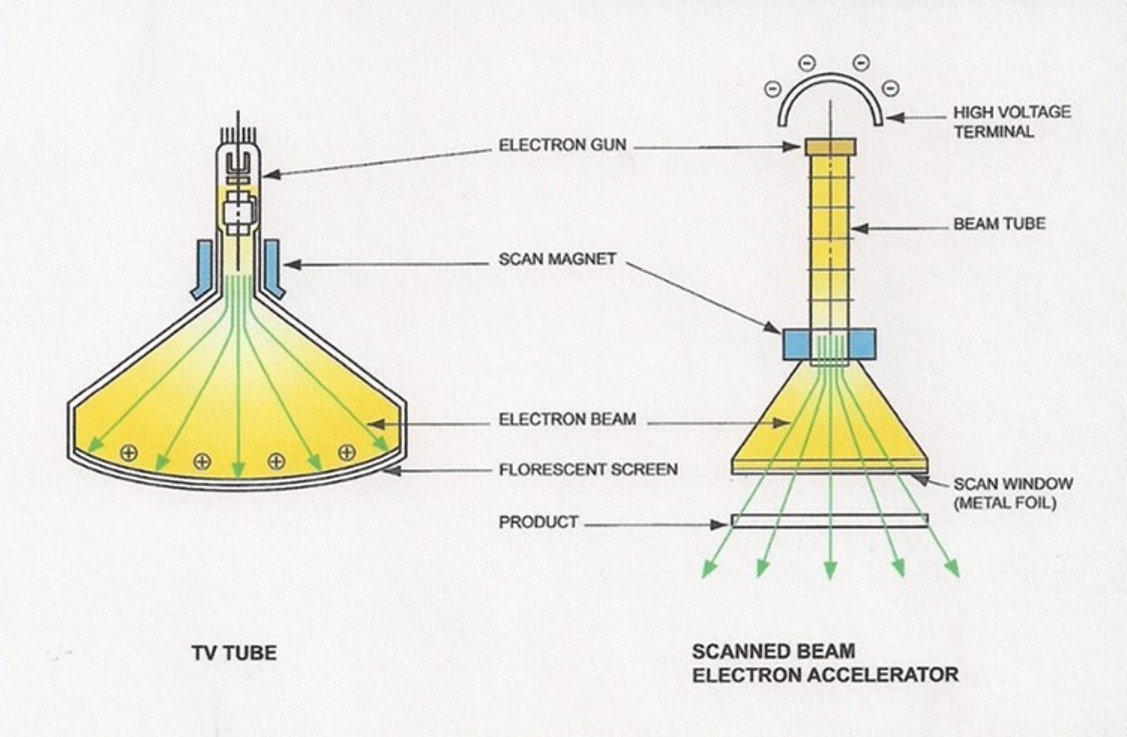 HIGH VOLTAGE
TERMINAL
ELECTRON GUN
BEAM TUBE
SCAN MAGNET
ELECTRON BEAM
FLORESCENT SCREEN
SCAN WINDOW
(METAL FOIL)
PRODUCT
TV TUBE
SCANNED BEAM
ELECTRON ACCELERATOR